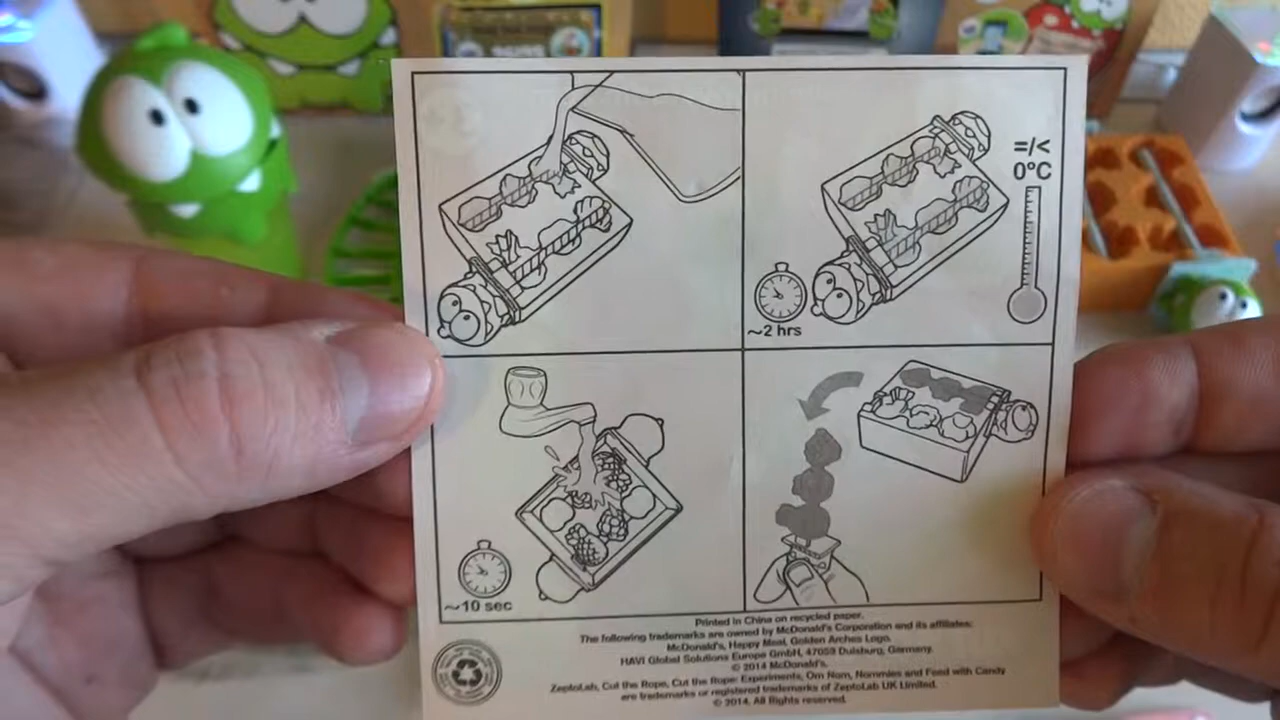 =/<
0°C
~2 hrs
~10 sec
Printed in China on recycled paper.
The following trademarks are owned by McDonald's Corporation and its affiliates:
McDonald's, Happy Meal, Golden Arches Logo.
HAVI Global Solutions Europe GmbH, 47059 Duisburg, Germany.
© 2014 McDonald's.
ZeptoLab, Cut the Rope, Cut the Rope: Experiments, Om Nom, Nommies and Feed with Candy
are trademarks or registered trademarks of ZeptoLab UK Limited.
© 2014. All Rights reserved.